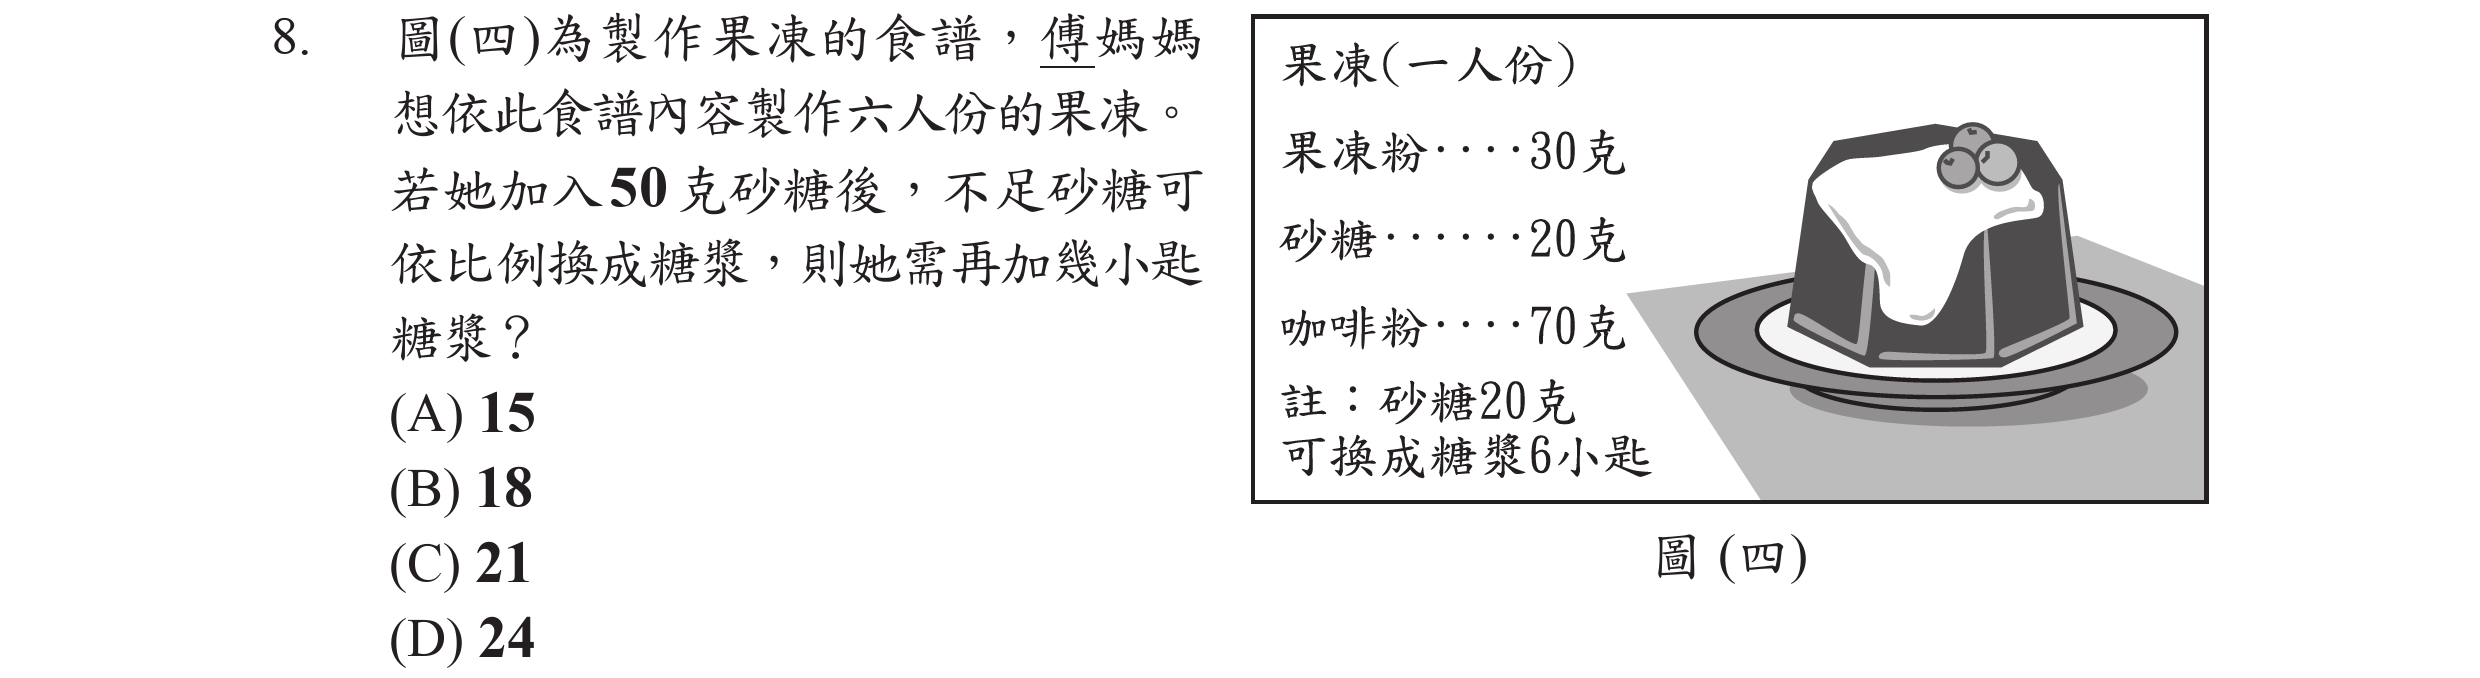 8. 圖(四)為製作果凍的食譜，傅媽媽
想依此食譜內容製作六人份的果凍。
若她加入50克砂糖後，不足砂糖可
依比例換成糖漿，則她需再加幾小匙
糖漿？
(A) 15
(B) 18
(C) 21
(D) 24
果凍(一人份)
果凍粉‥‥30克
砂糖‥‥‥20克
咖啡粉‥‥70克
註：砂糖20克
可換成糖漿6小匙
圖 (四)